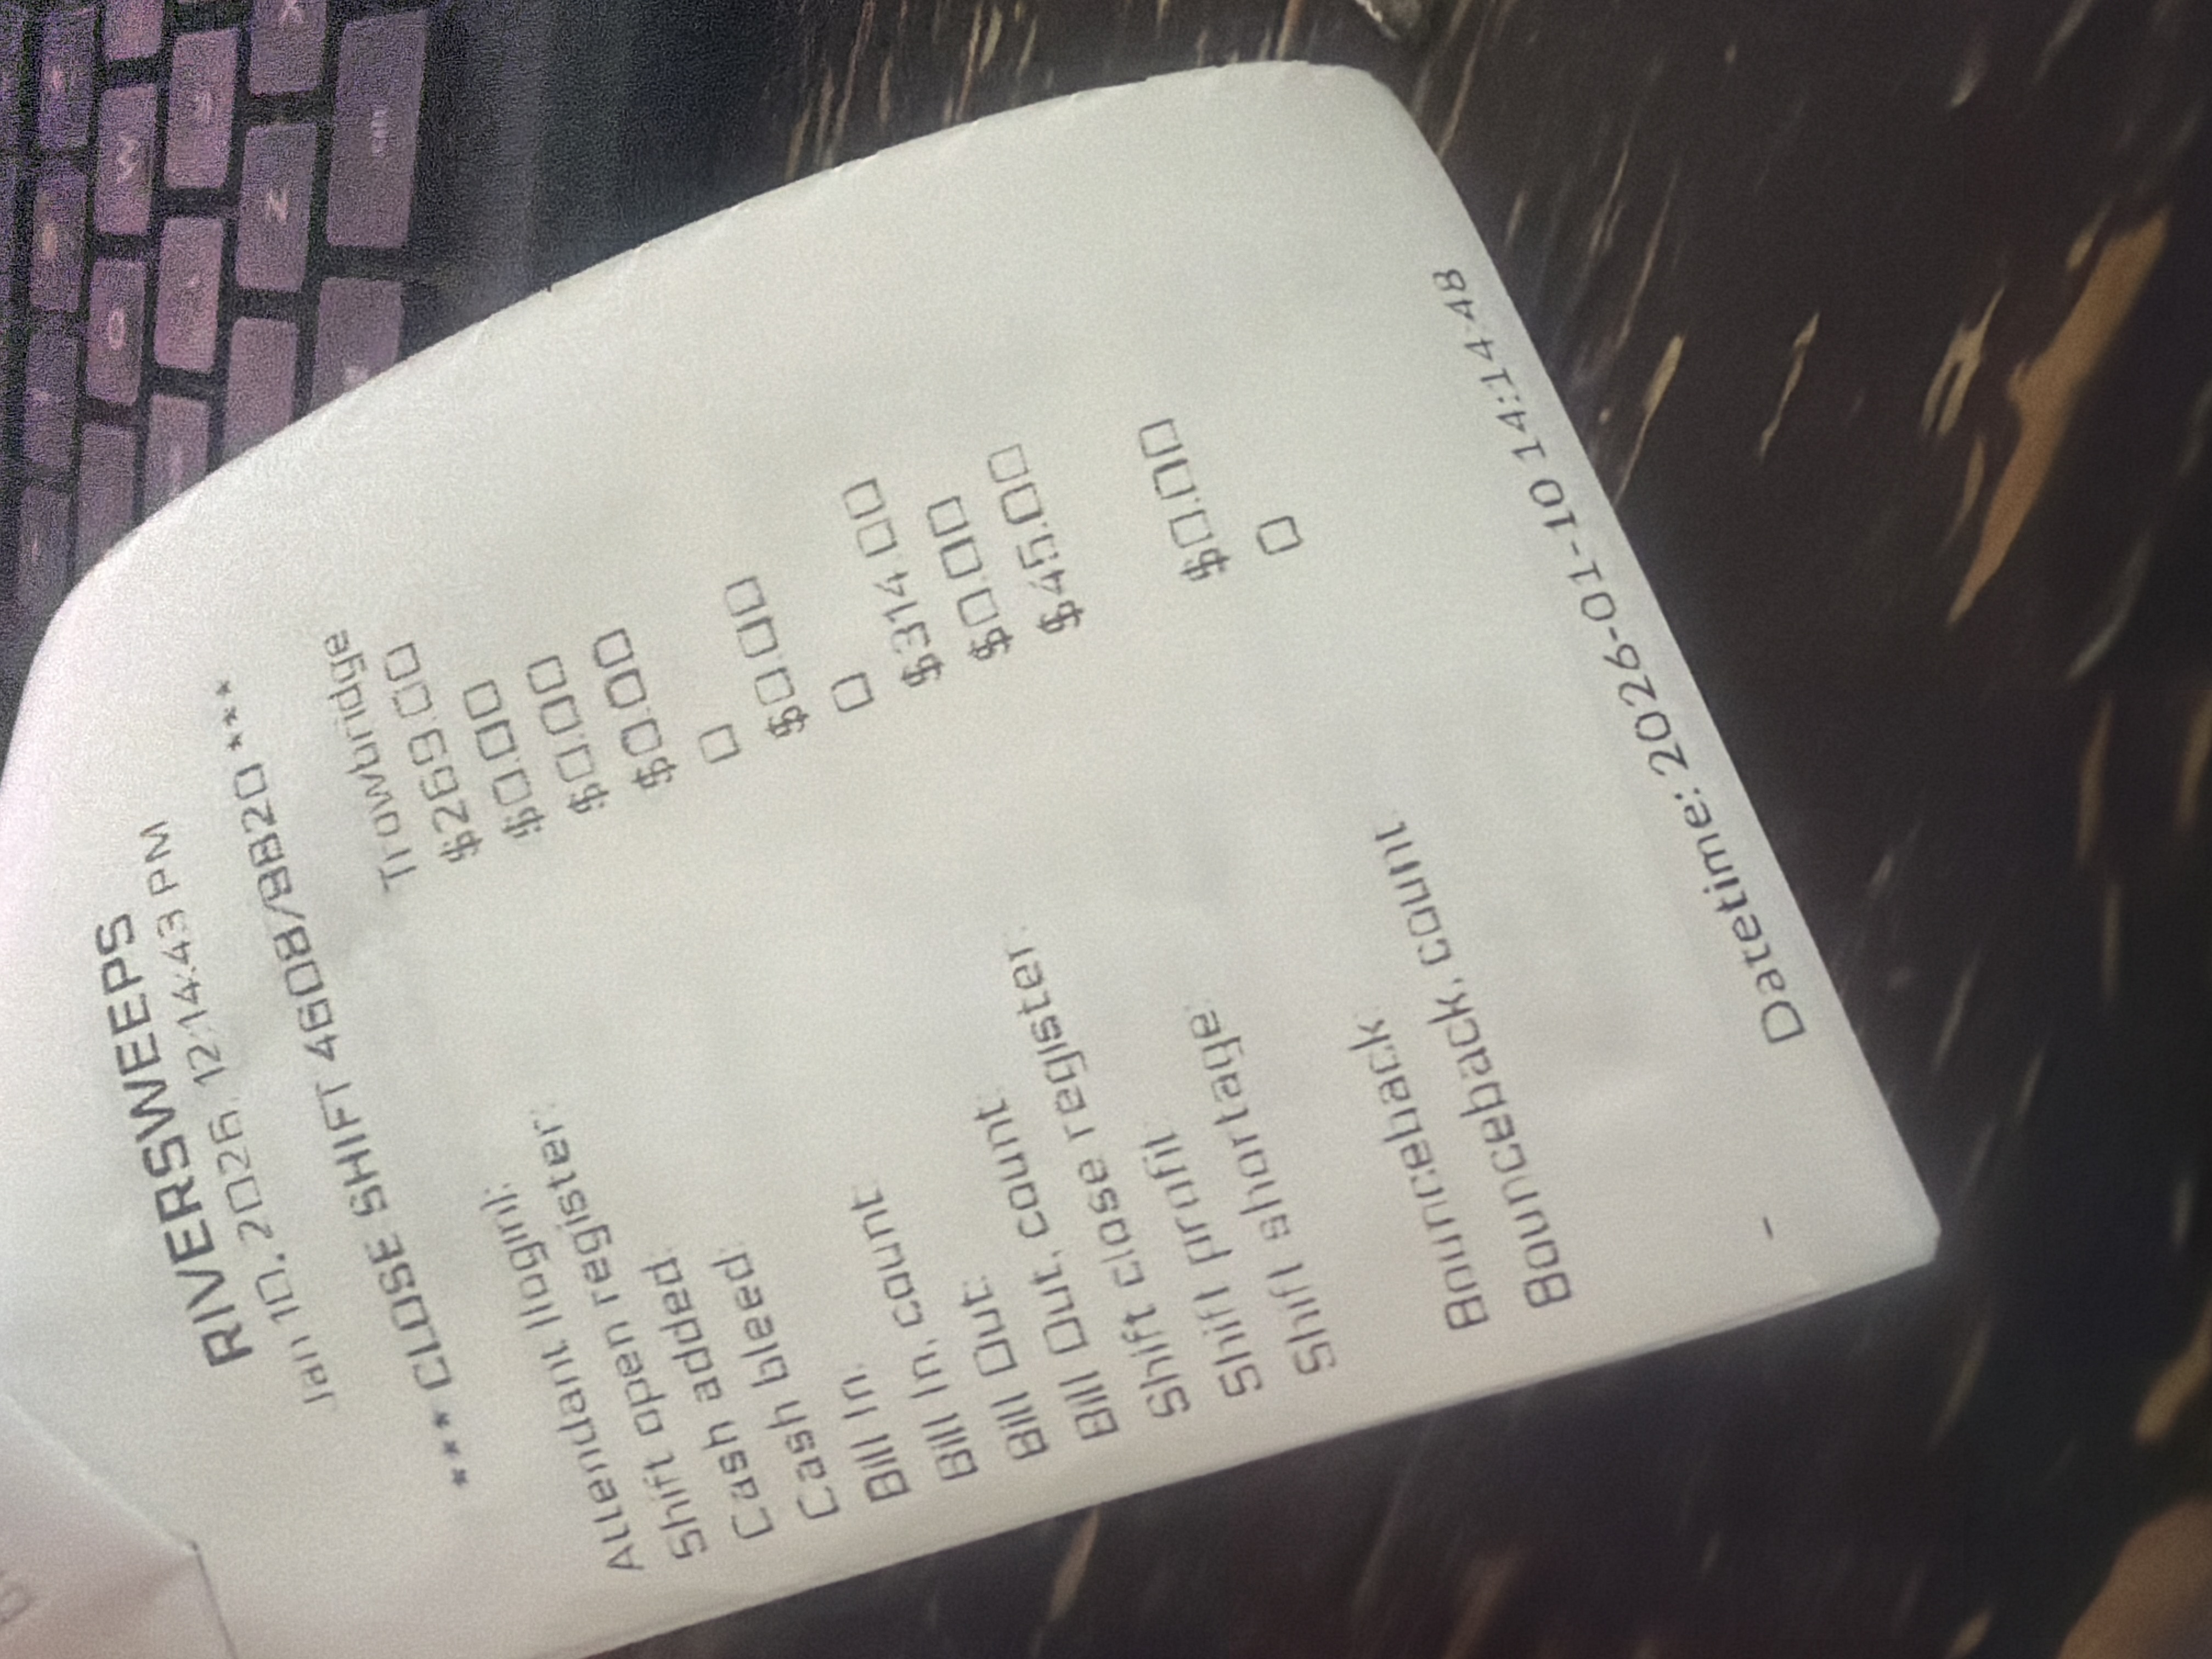 RIVERSWEEPS
Jan 10, 2026, 12:14:43 PM
*** CLOSE SHIFT 4608/8820 ***
Attendant (login): Trowbridge
Shift open register: $269.00
Cash added: $0.00
Cash bleed: $0.00
Bill In: $0.00
Bill In, count: 0
Bill Out: $0.00
Bill Out, count: 0
Shift close register: $314.00
Shift profit: $0.00
Shift shortage: $45.00
Bounceback: $0.00
Bounceback, count: 0
- Datetime: 2026-01-10 14:14:48